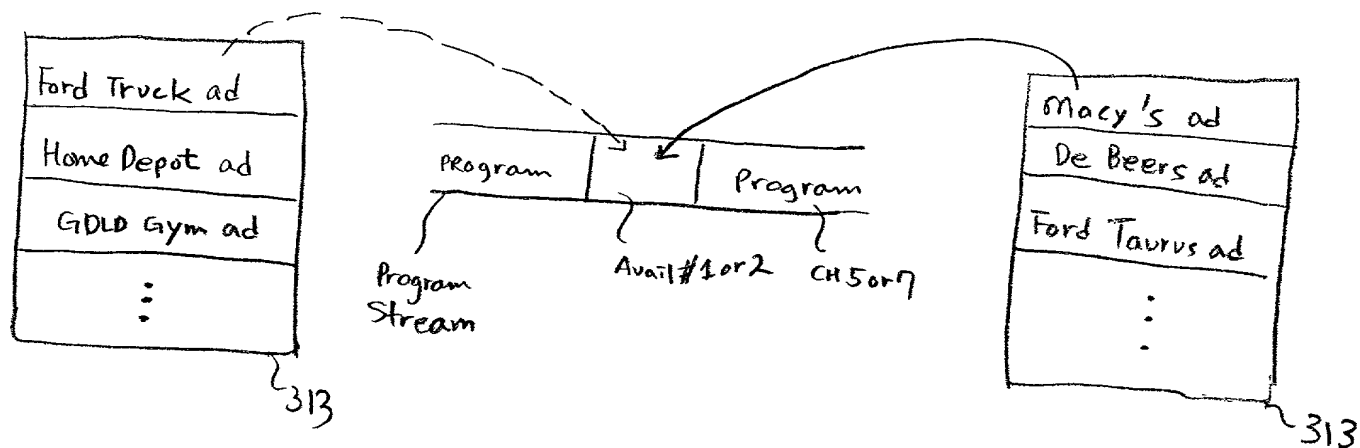 Ford Truck ad
Home Depot ad
GOLD Gym ad
313
PRogram
Program
Program
Stream
Avail#1 or 2
CH 5 or 7
Macy's ad
De Beers ad
Ford Taurus ad
313